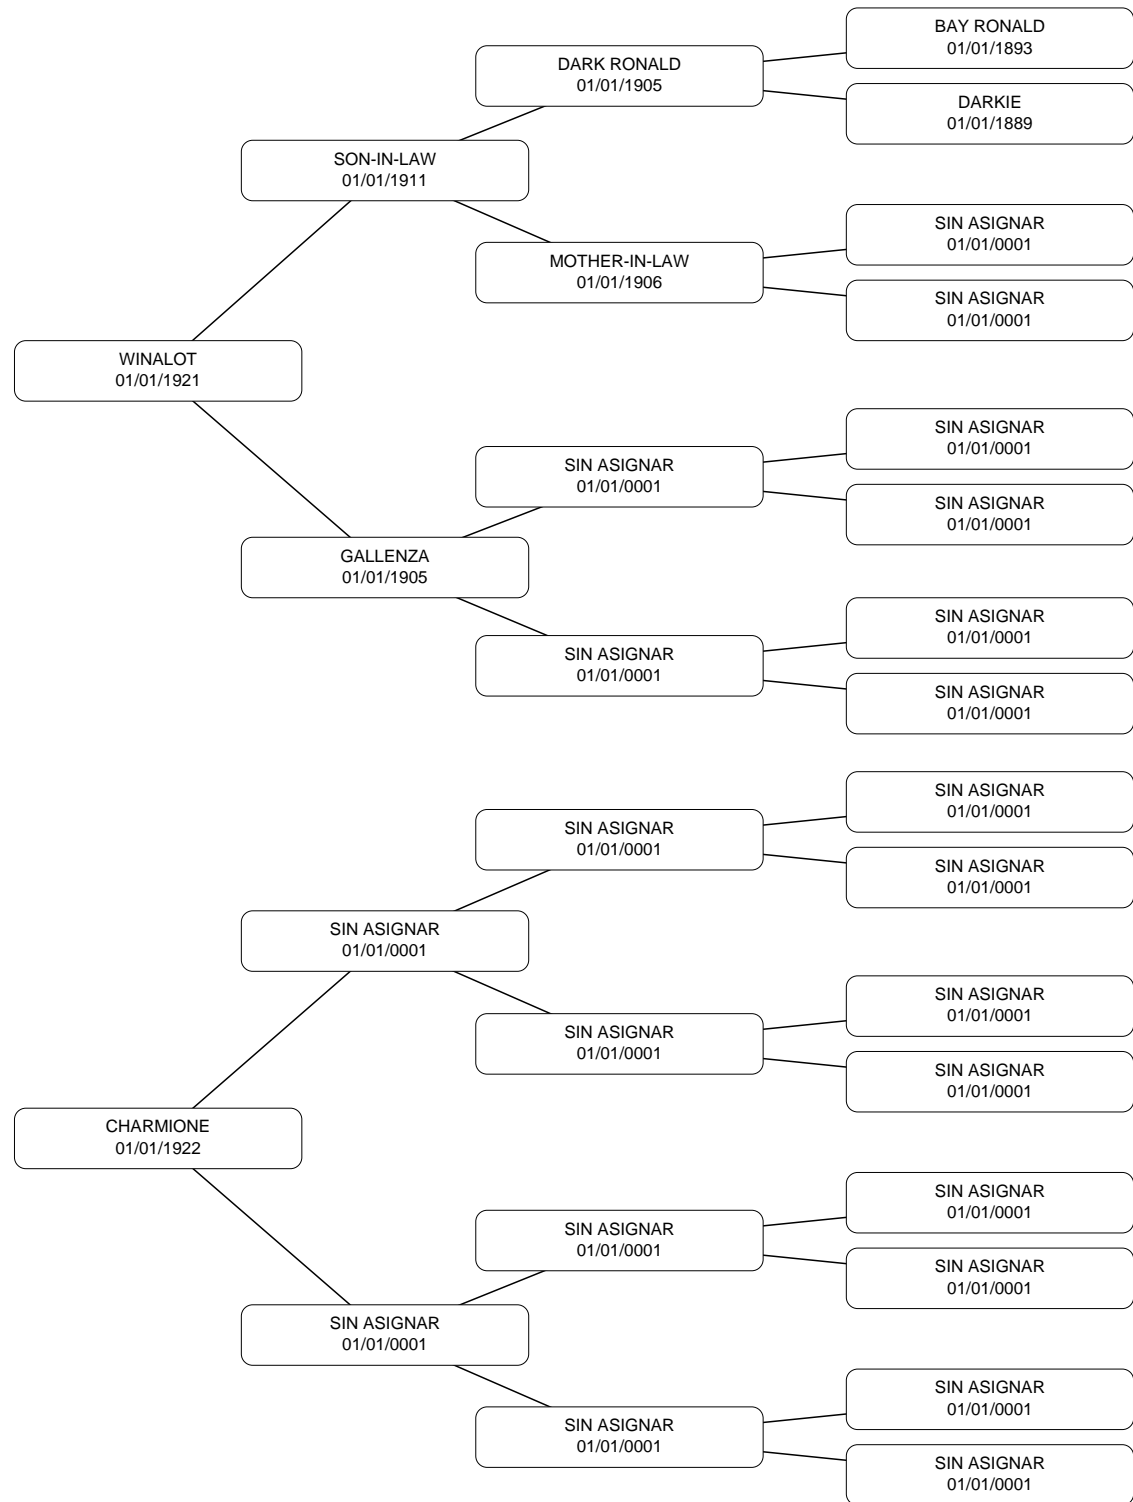 BAY RONALD
01/01/1893
DARK RONALD
01/01/1905
DARKIE
01/01/1889
SON-IN-LAW
01/01/1911
SIN ASIGNAR
01/01/0001
MOTHER-IN-LAW
01/01/1906
SIN ASIGNAR
01/01/0001
WINALOT
01/01/1921
SIN ASIGNAR
01/01/0001
SIN ASIGNAR
01/01/0001
SIN ASIGNAR
01/01/0001
GALLENZA
01/01/1905
SIN ASIGNAR
01/01/0001
SIN ASIGNAR
01/01/0001
SIN ASIGNAR
01/01/0001
SIN ASIGNAR
01/01/0001
SIN ASIGNAR
01/01/0001
SIN ASIGNAR
01/01/0001
SIN ASIGNAR
01/01/0001
SIN ASIGNAR
01/01/0001
SIN ASIGNAR
01/01/0001
SIN ASIGNAR
01/01/0001
CHARMIONE
01/01/1922
SIN ASIGNAR
01/01/0001
SIN ASIGNAR
01/01/0001
SIN ASIGNAR
01/01/0001
SIN ASIGNAR
01/01/0001
SIN ASIGNAR
01/01/0001
SIN ASIGNAR
01/01/0001
SIN ASIGNAR
01/01/0001